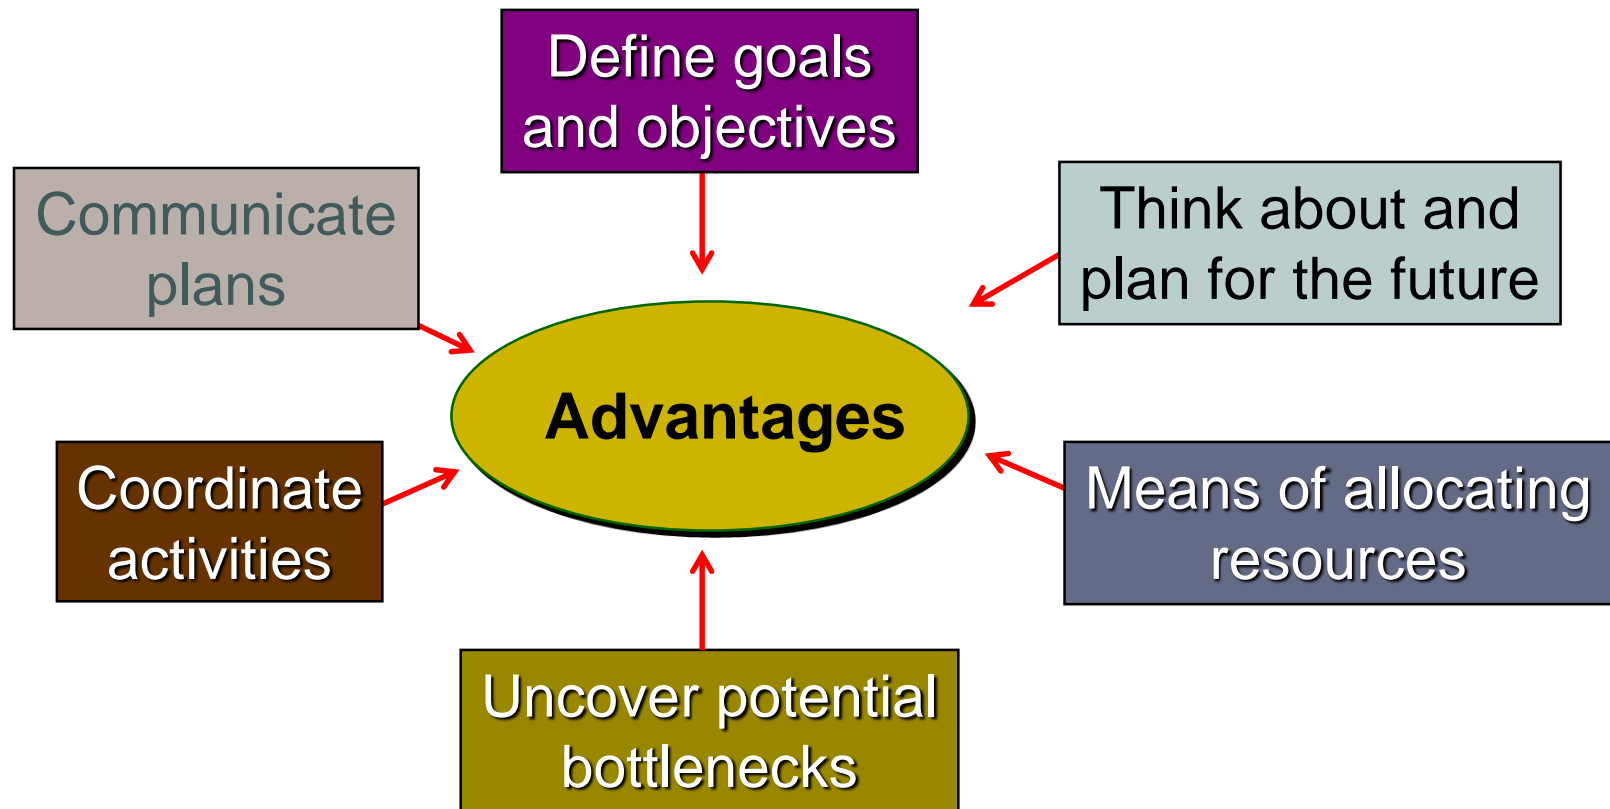 Define goals
and objectives
Communicate
plans
Think about and
plan for the future
Advantages
Coordinate
activities
Means of allocating
resources
Uncover potential
bottlenecks